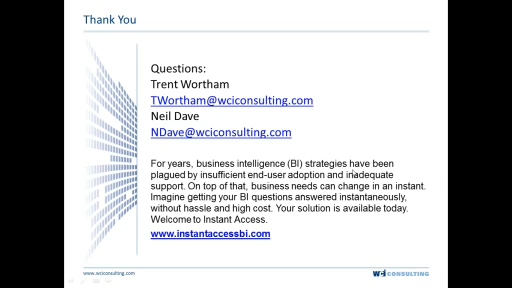 Thank You
Questions:
Trent Wortham
TWortham@wciconsulting.com
Neil Dave
NDave@wciconsulting.com
For years, business intelligence (BI) strategies have been
plagued by insufficient end-user adoption and inadequate
support. On top of that, business needs can change in an instant.
Imagine getting your BI questions answered instantaneously,
without hassle and high cost. Your solution is available today.
Welcome to Instant Access.
www.instantaccessbi.com
www.wciconsulting.com
WCI CONSULTING